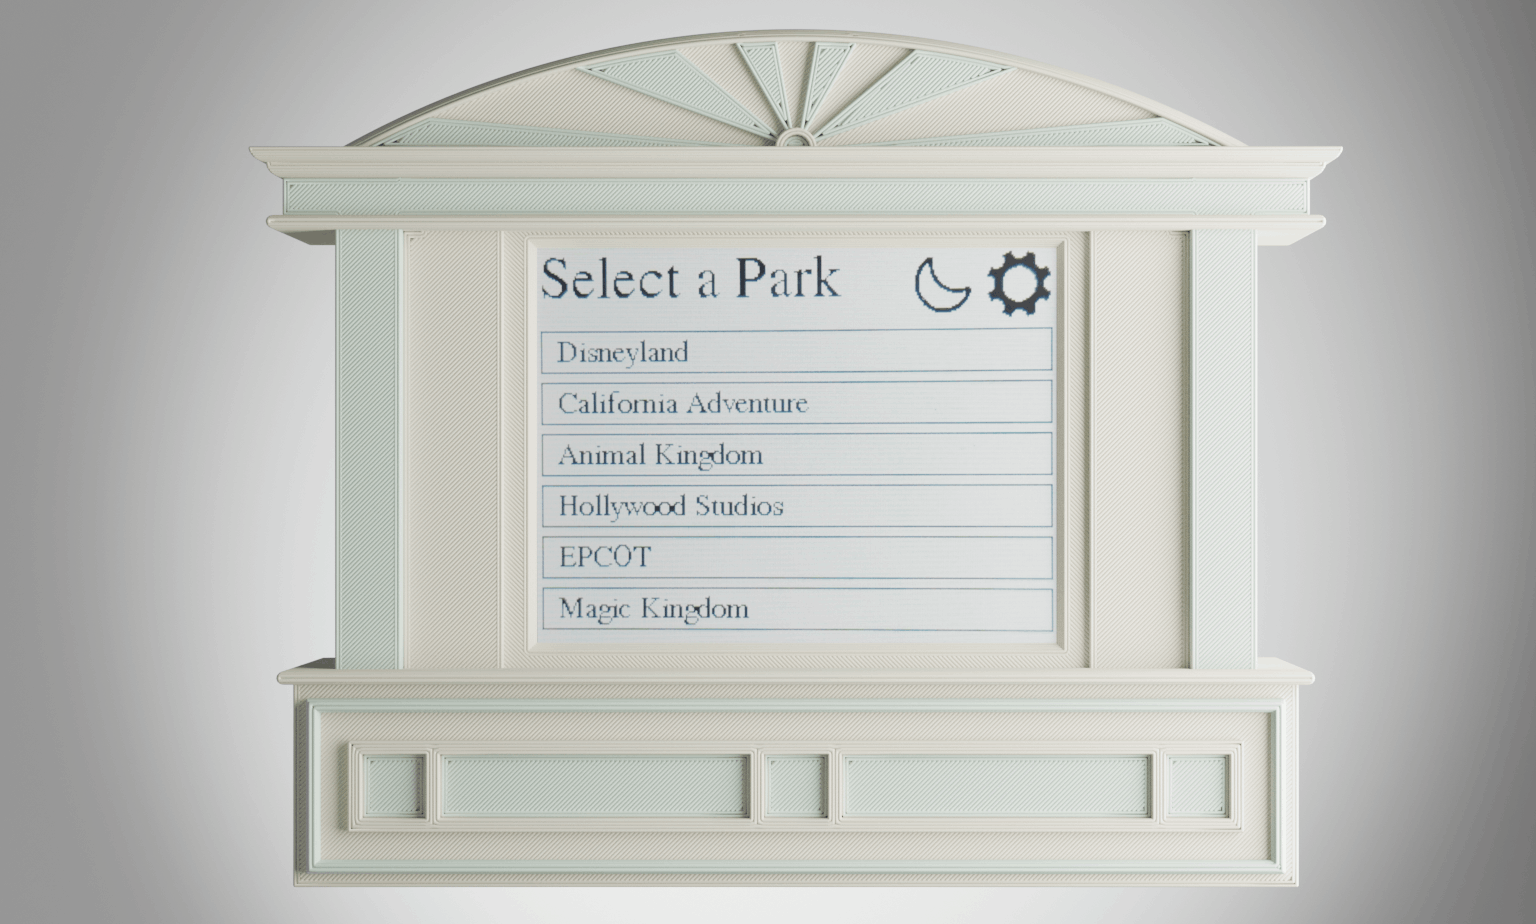 Select a Park
Disneyland
California Adventure
Animal Kingdom
Hollywood Studios
EPCOT
Magic Kingdom